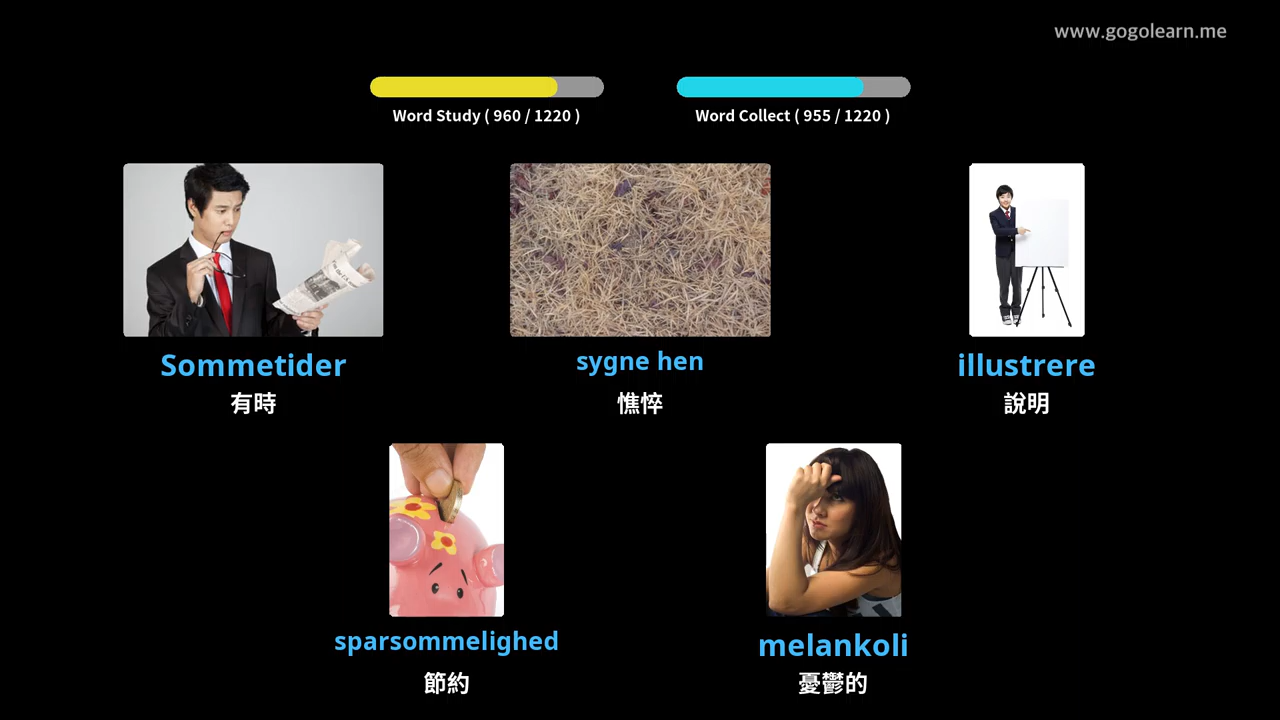 www.gogolearn.me
Word Study ( 960 / 1220 )
Word Collect ( 955 / 1220 )
Sommetider
有時
sygne hen
憔悴
illustrere
說明
sparsommelighed
節約
melankoli
憂鬱的